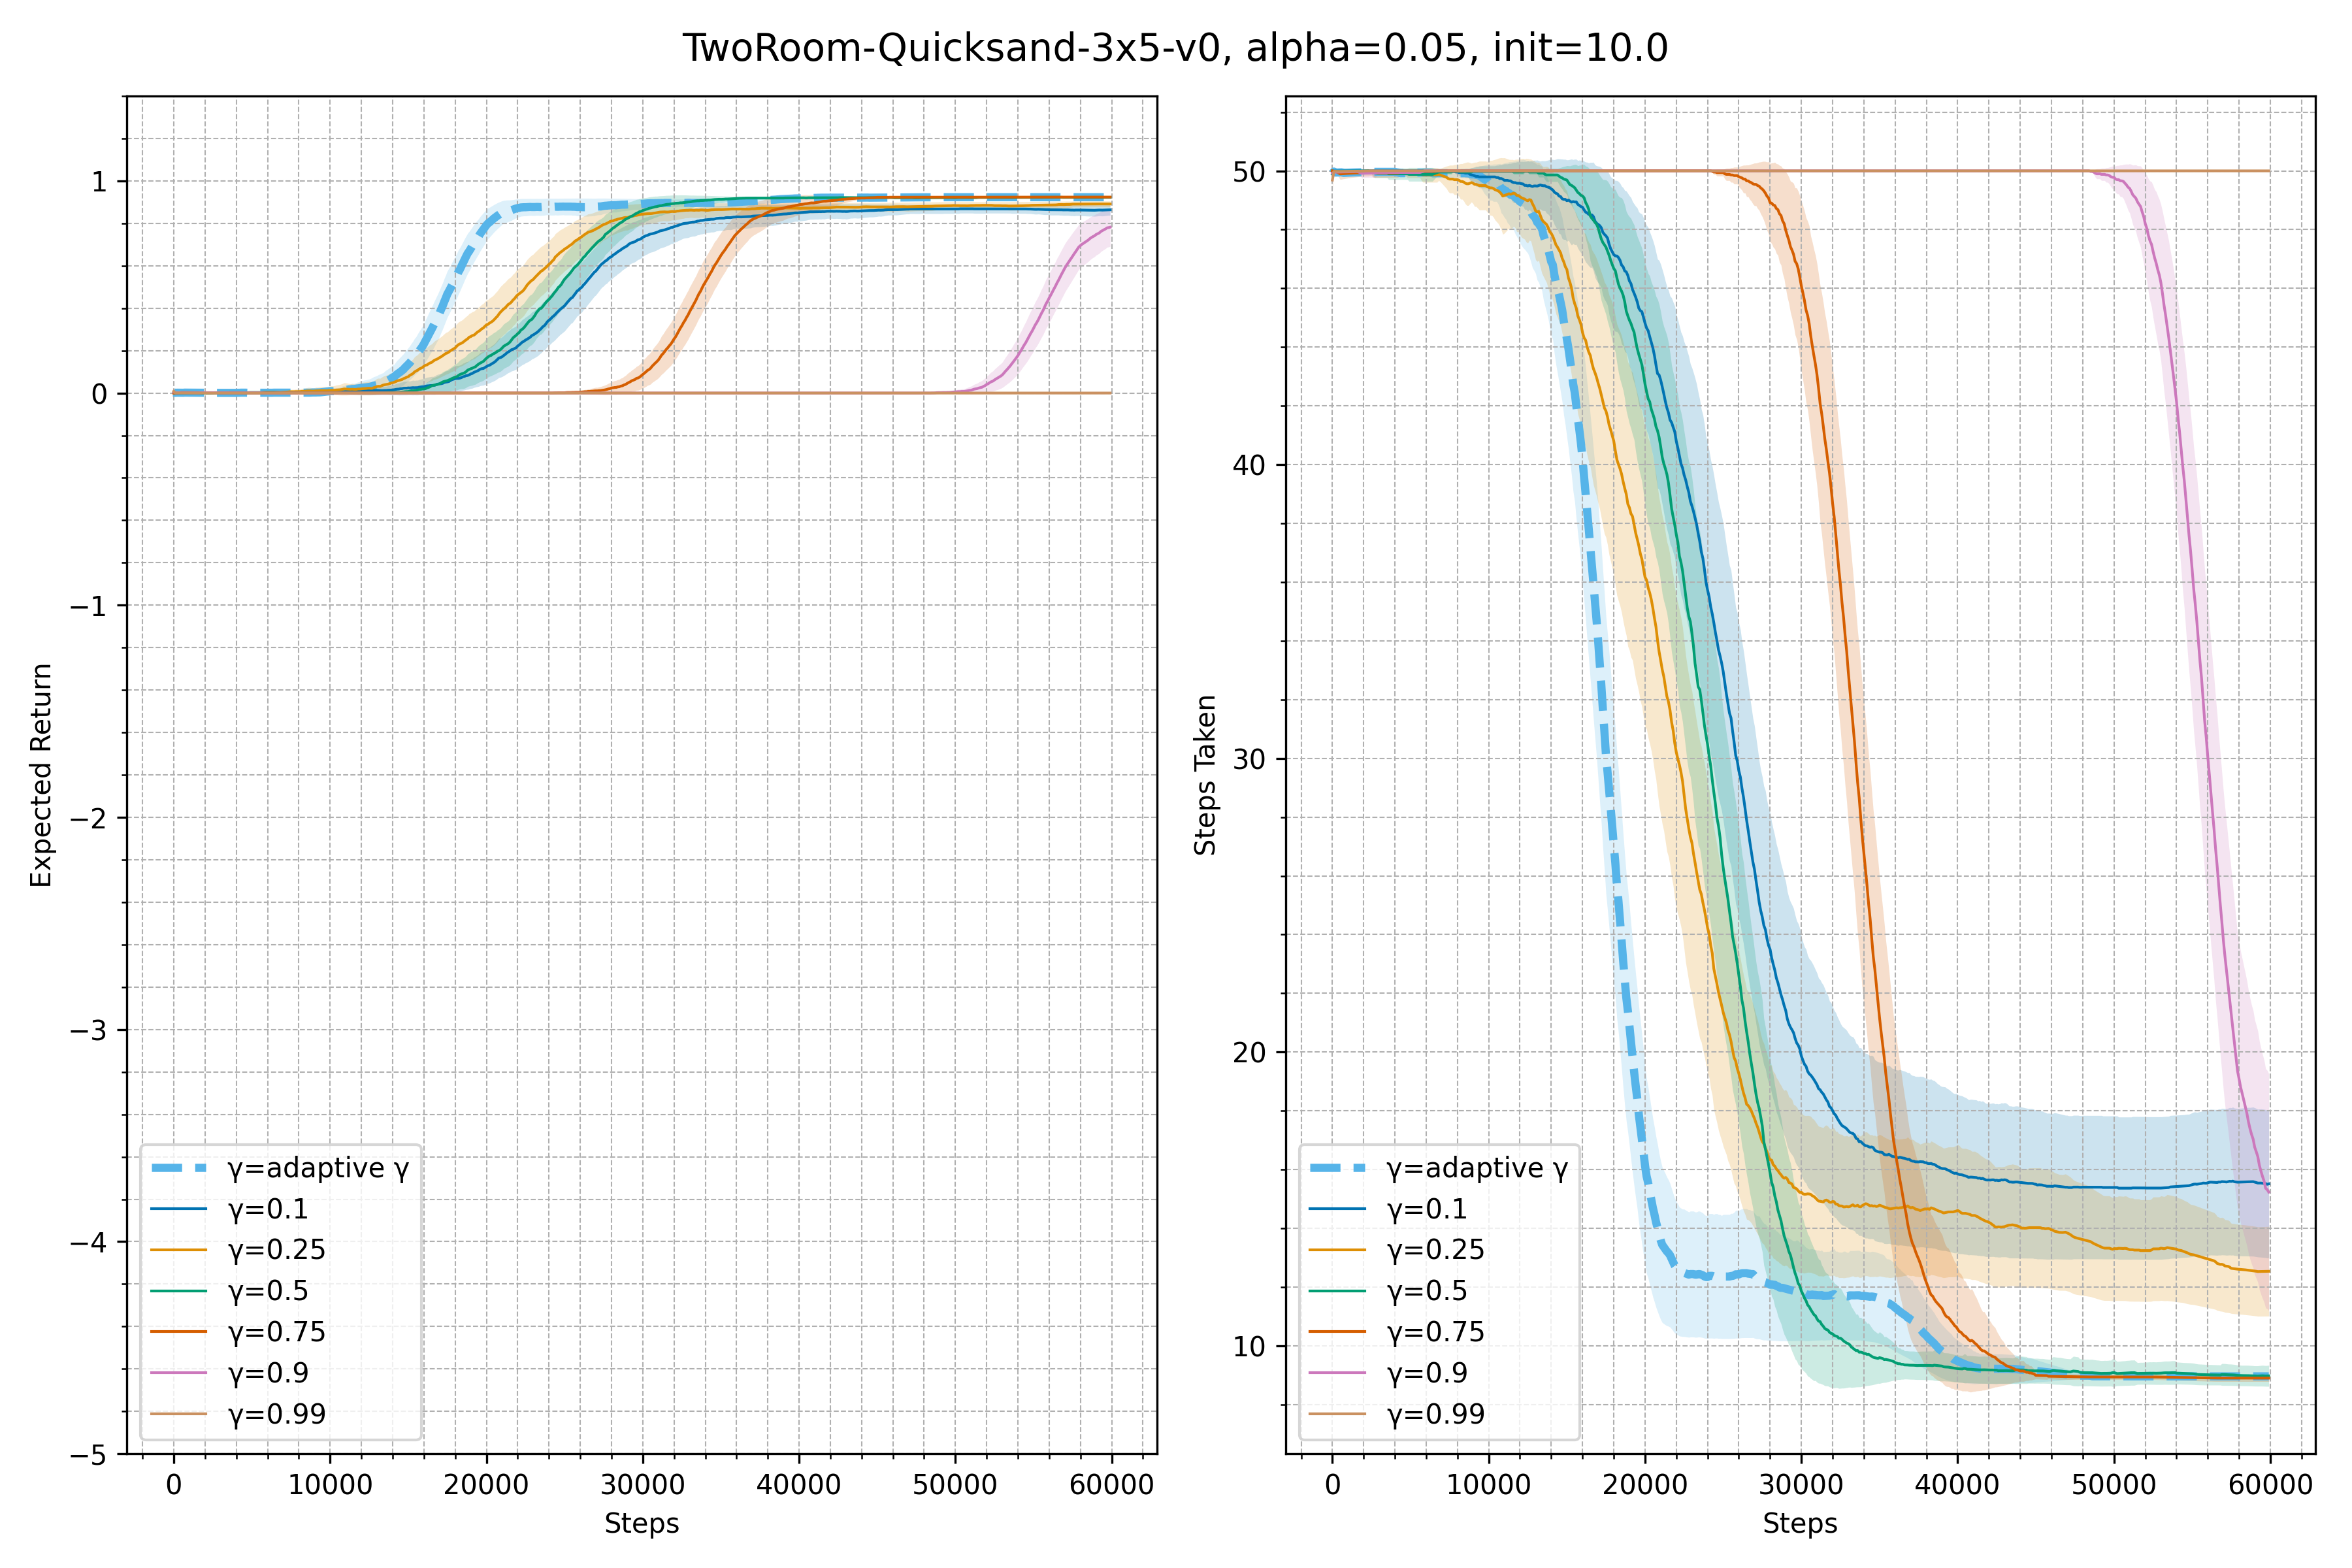 TwoRoom-Quicksand-3x5-v0, alpha=0.05, init=10.0
Expected Return
1
0
−1
−2
−3
−4
−5
γ=adaptive γ
γ=0.1
γ=0.25
γ=0.5
γ=0.75
γ=0.9
γ=0.99
0 10000 20000 30000 40000 50000 60000
Steps
Steps Taken
50
40
30
20
10
γ=adaptive γ
γ=0.1
γ=0.25
γ=0.5
γ=0.75
γ=0.9
γ=0.99
0 10000 20000 30000 40000 50000 60000
Steps